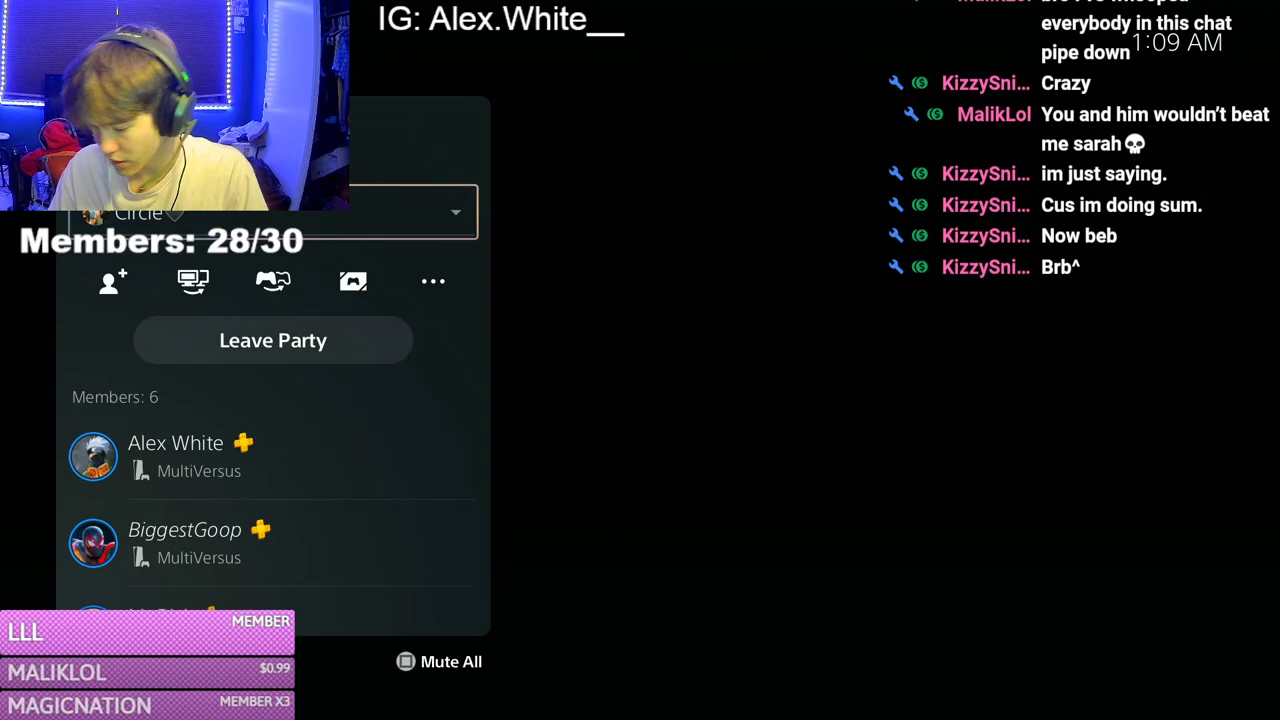 IG: Alex.White__
everybody in this chat
pipe down
1:09 AM
KizzySni... Crazy
MalikLol You and him wouldn't beat
me sarah💀
KizzySni... im just saying.
KizzySni... Cus im doing sum.
KizzySni... Now beb
KizzySni... Brb^
Circle
Members: 28/30
Leave Party
Members: 6
Alex White
MultiVersus
BiggestGoop
MultiVersus
LLL MEMBER
MALIKLOL $0.99
MAGICNATION MEMBER X3
Mute All